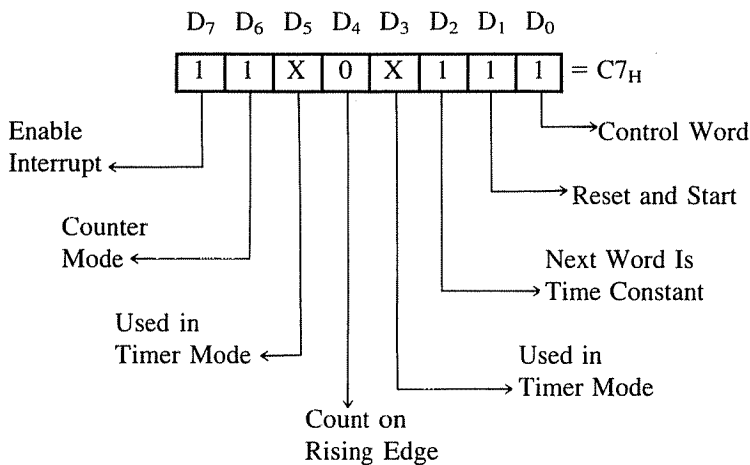 D₇ D₆ D₅ D₄ D₃ D₂ D₁ D₀
1 1 X 0 X 1 1 1 = C7H
Enable
Interrupt
Control Word
Reset and Start
Counter
Mode
Next Word Is
Time Constant
Used in
Timer Mode
Used in
Timer Mode
Count on
Rising Edge